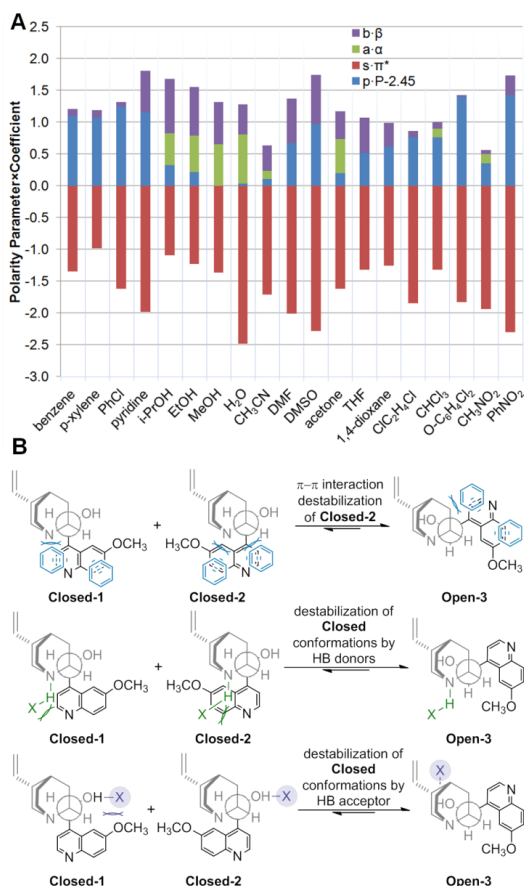 A
b·β
a·α
s·π*
p·P-2.45
Polarity Parameter×Coefficient
2.5
2.0
1.5
1.0
0.5
0.0
-0.5
-1.0
-1.5
-2.0
-2.5
-3.0
benzene
p-xylene
PhCl
pyridine
i-PrOH
EtOH
MeOH
H₂O
CH₃CN
DMF
DMSO
acetone
THF
1,4-dioxane
ClC₂H₄Cl
CHCl₃
O-C₆H₄Cl₂
CH₃NO₂
PhNO₂
B
H
OH
H
N
OCH₃
N
Closed-1
+
H
OH
H
N
CH₃O
N
Closed-2
π–π interaction
destabilization
of Closed-2
HO
H
N
H
N
OCH₃
Open-3
H
OH
N
H
H
X
OCH₃
N
Closed-1
+
H
OH
N
H
H
CH₃O
X
N
Closed-2
destabilization of
Closed
conformations by
HB donors
HO
H
N
H
H
X
N
CH₃O
Open-3
H
OH
X
N
H
OCH₃
N
Closed-1
+
H
OH
X
N
H
CH₃O
N
Closed-2
destabilization of
Closed
conformations by
HB acceptor
X
HO
H
N
H
N
CH₃O
Open-3